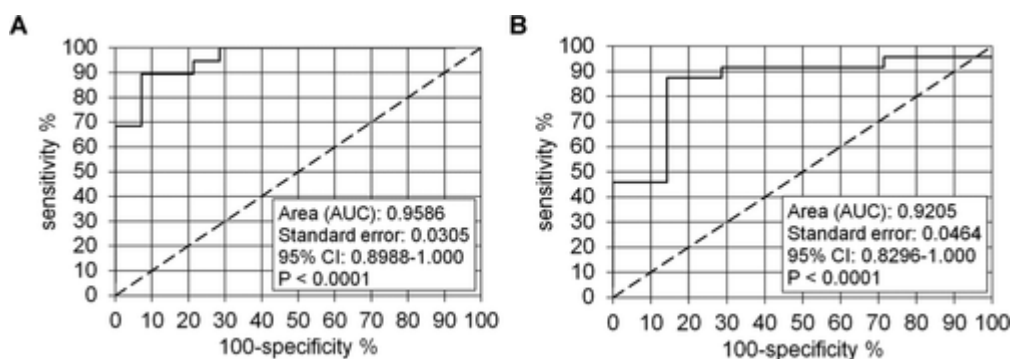 A
100
90
80
70
60
50
40
30
20
10
0
sensitivity %
Area (AUC): 0.9586
Standard error: 0.0305
95% CI: 0.8988-1.000
P < 0.0001
0 10 20 30 40 50 60 70 80 90 100
100-specificity %
B
100
90
80
70
60
50
40
30
20
10
0
sensitivity %
Area (AUC): 0.9205
Standard error: 0.0464
95% CI: 0.8296-1.000
P < 0.0001
0 10 20 30 40 50 60 70 80 90 100
100-specificity %